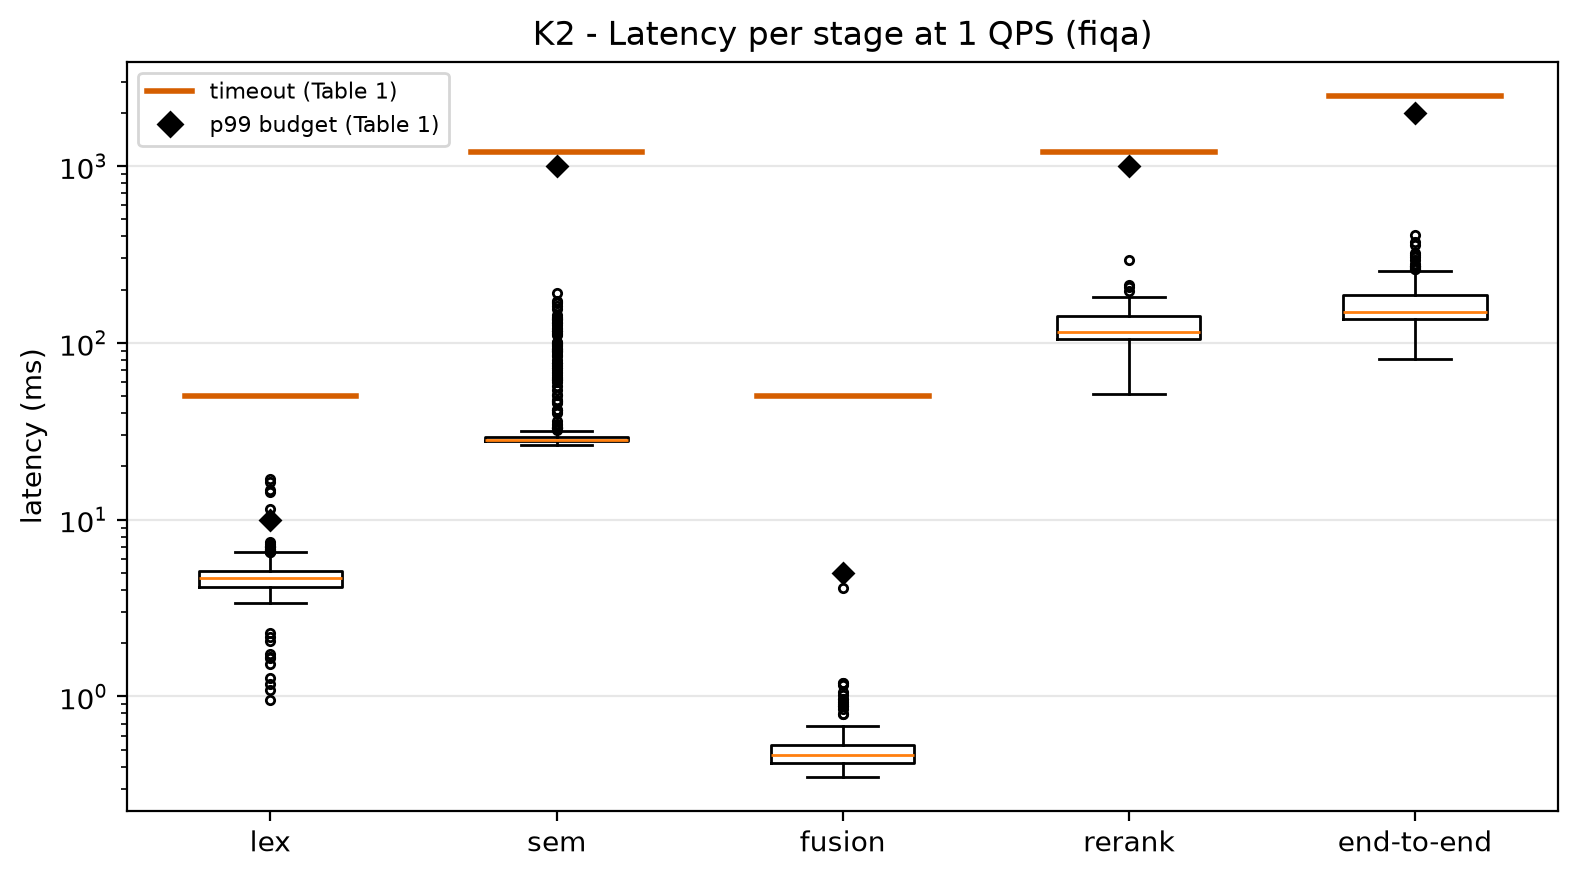 K2 - Latency per stage at 1 QPS (fiqa)
timeout (Table 1)
p99 budget (Table 1)
latency (ms)
10³
10²
10¹
10⁰
lex
sem
fusion
rerank
end-to-end